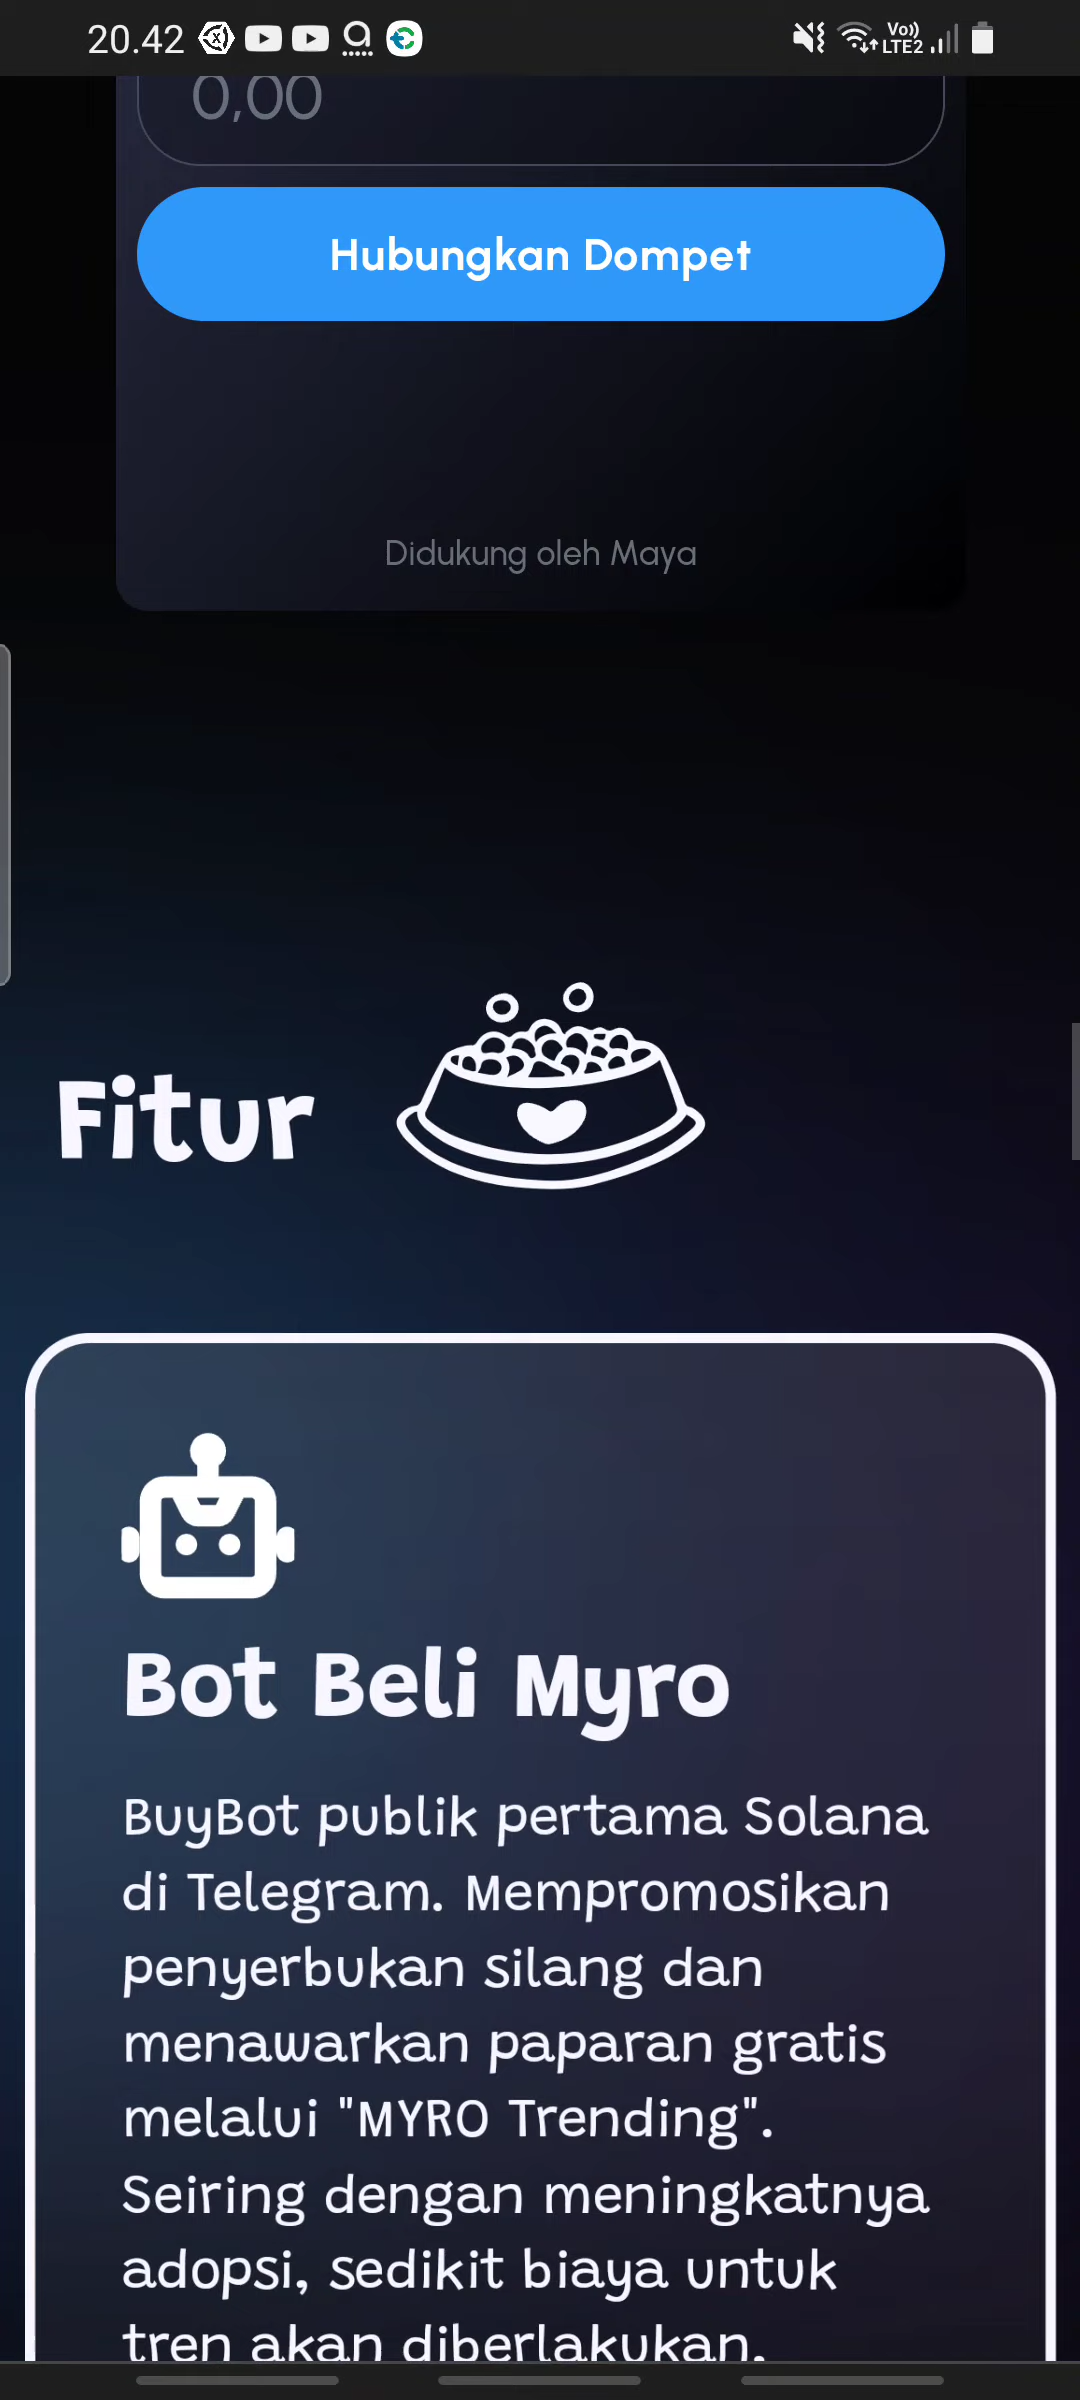 20.42
Vo))
LTE2
0,00
Hubungkan Dompet
Didukung oleh Maya
Fitur
Bot Beli Myro
BuyBot publik pertama Solana
di Telegram. Mempromosikan
penyerbukan silang dan
menawarkan paparan gratis
melalui "MYRO Trending".
Seiring dengan meningkatnya
adopsi, sedikit biaya untuk
tren akan diberlakukan,